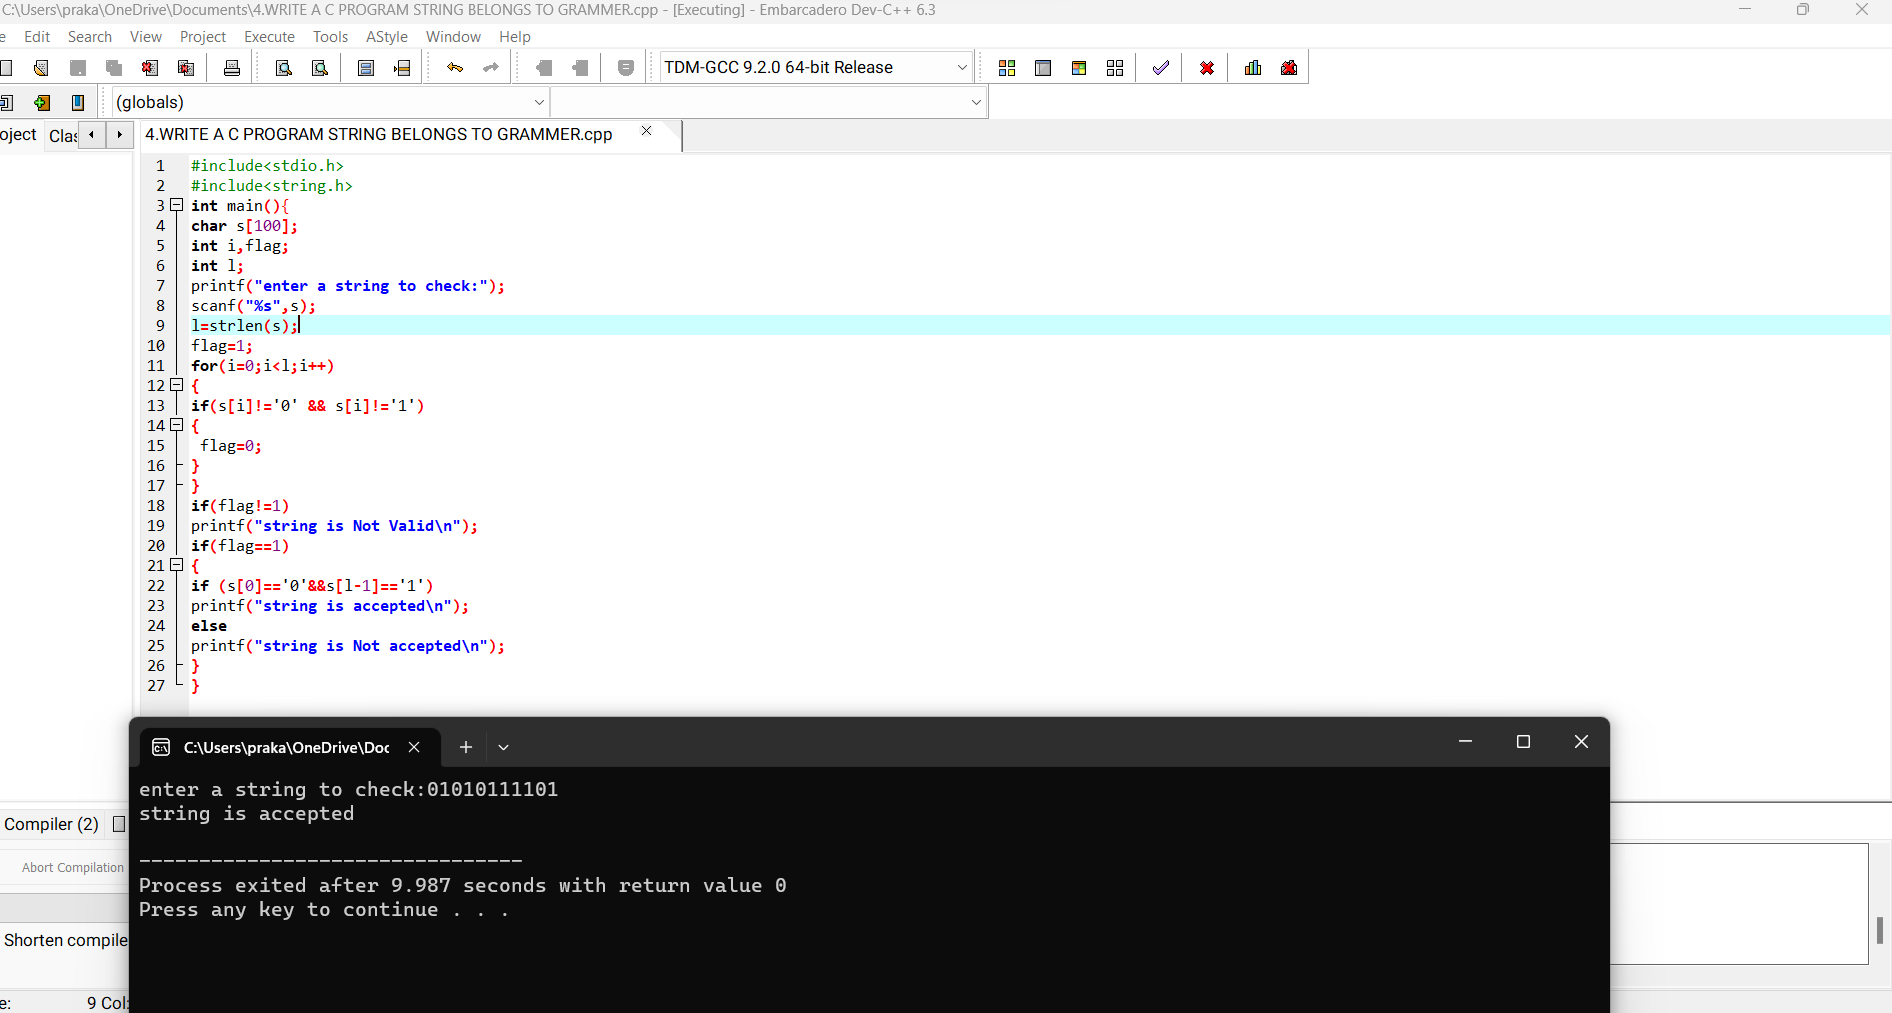 C:\Users\praka\OneDrive\Documents\4.WRITE A C PROGRAM STRING BELONGS TO GRAMMER.cpp - [Executing] - Embarcadero Dev-C++ 6.3
e Edit Search View Project Execute Tools AStyle Window Help
TDM-GCC 9.2.0 64-bit Release
(globals)
oject Clas 4.WRITE A C PROGRAM STRING BELONGS TO GRAMMER.cpp
1 #include<stdio.h>
2 #include<string.h>
3 int main(){
4 char s[100];
5 int i,flag;
6 int l;
7 printf("enter a string to check:");
8 scanf("%s",s);
9 l=strlen(s);
10 flag=1;
11 for(i=0;i<l;i++)
12 {
13 if(s[i]!='0' && s[i]!='1')
14 {
15 flag=0;
16 }
17 }
18 if(flag!=1)
19 printf("string is Not Valid\n");
20 if(flag==1)
21 {
22 if (s[0]=='0'&&s[l-1]=='1')
23 printf("string is accepted\n");
24 else
25 printf("string is Not accepted\n");
26 }
27 }
C:\Users\praka\OneDrive\Doc
enter a string to check:01010111101
string is accepted
--------------------------------
Process exited after 9.987 seconds with return value 0
Press any key to continue . . .
Compiler (2)
Abort Compilation
Shorten compile
e: 9 Col: